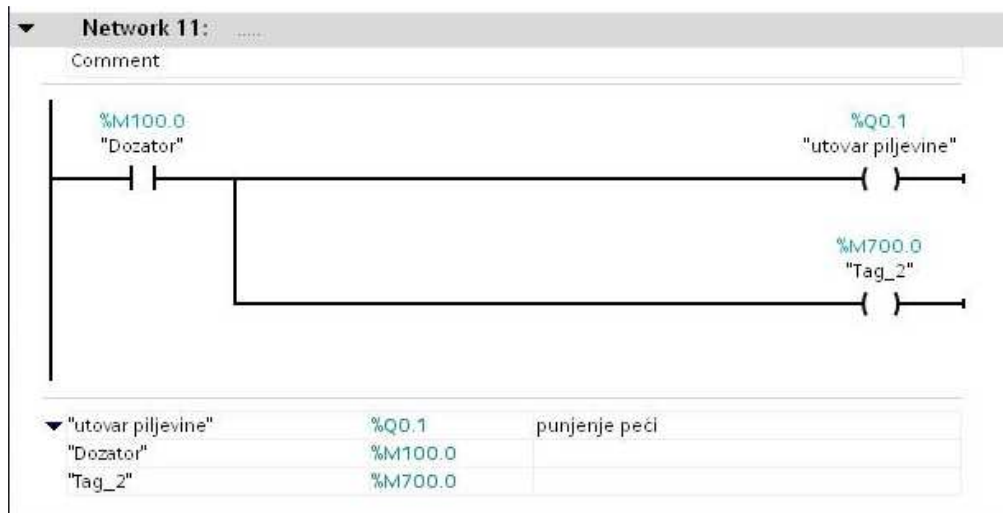 Network 11: .....
Comment
%M100.0
"Dozator"
%Q0.1
"utovar piljevine"
%M700.0
"Tag_2"
"utovar piljevine" %Q0.1 punjenje peći
"Dozator" %M100.0
"Tag_2" %M700.0